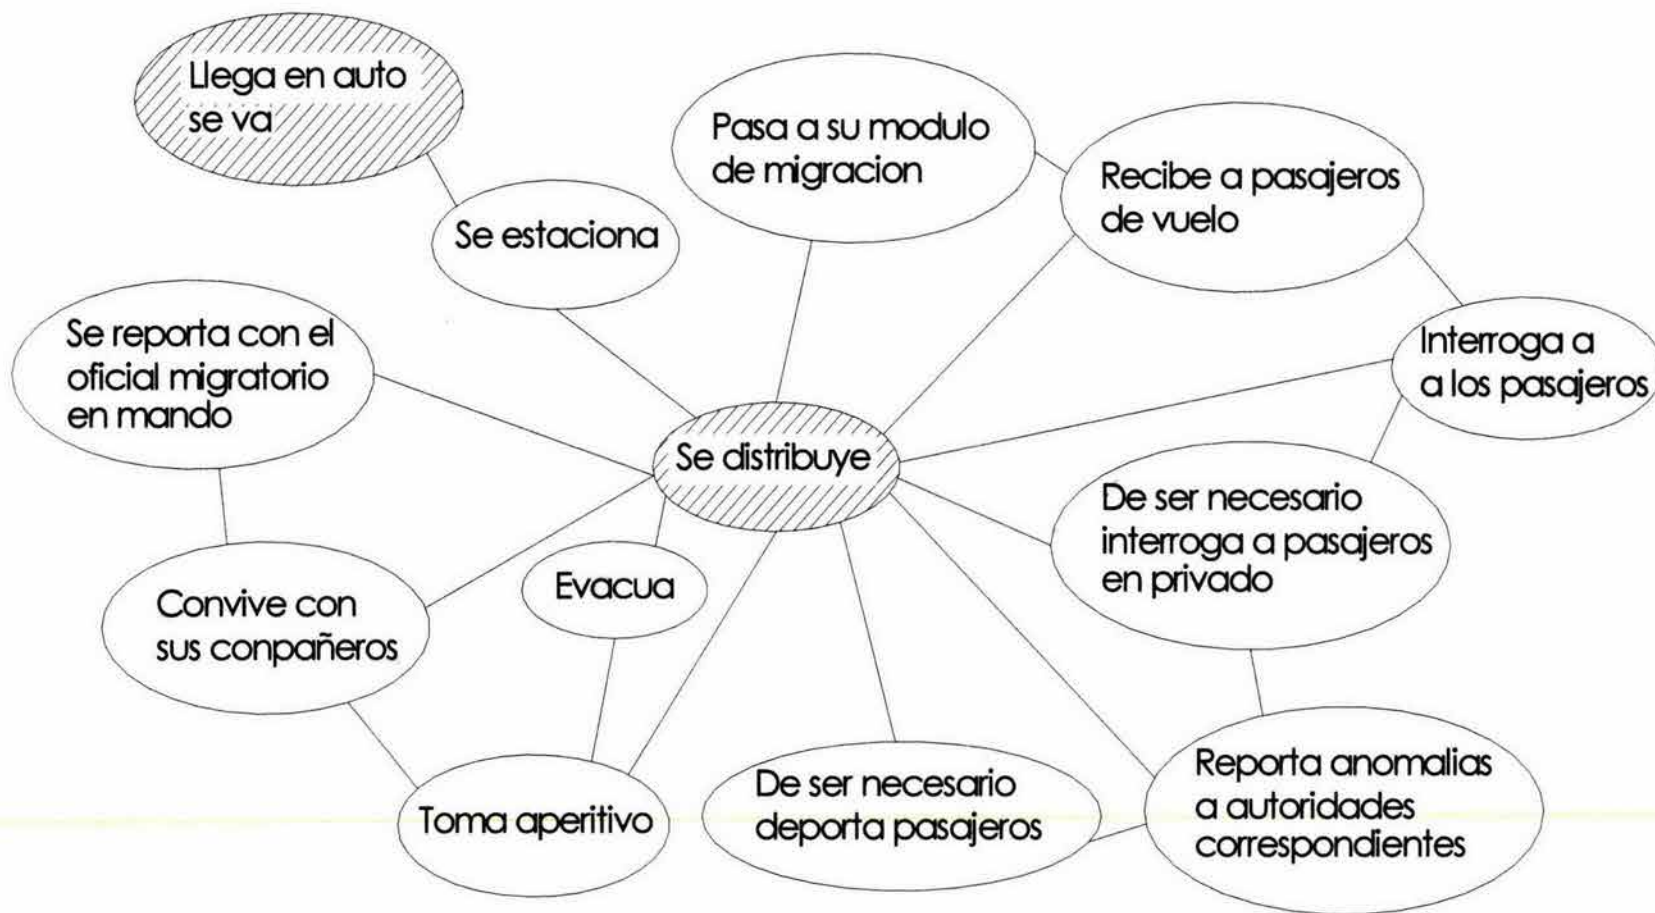 Llega en auto
se va
Pasa a su modulo
de migracion
Recibe a pasajeros
de vuelo
Se estaciona
Se reporta con el
oficial migratorio
en mando
Interroga a
a los pasajeros
Se distribuye
De ser necesario
interroga a pasajeros
en privado
Evacua
Convive con
sus conpañeros
Toma aperitivo
De ser necesario
deporta pasajeros
Reporta anomalias
a autoridades
correspondientes